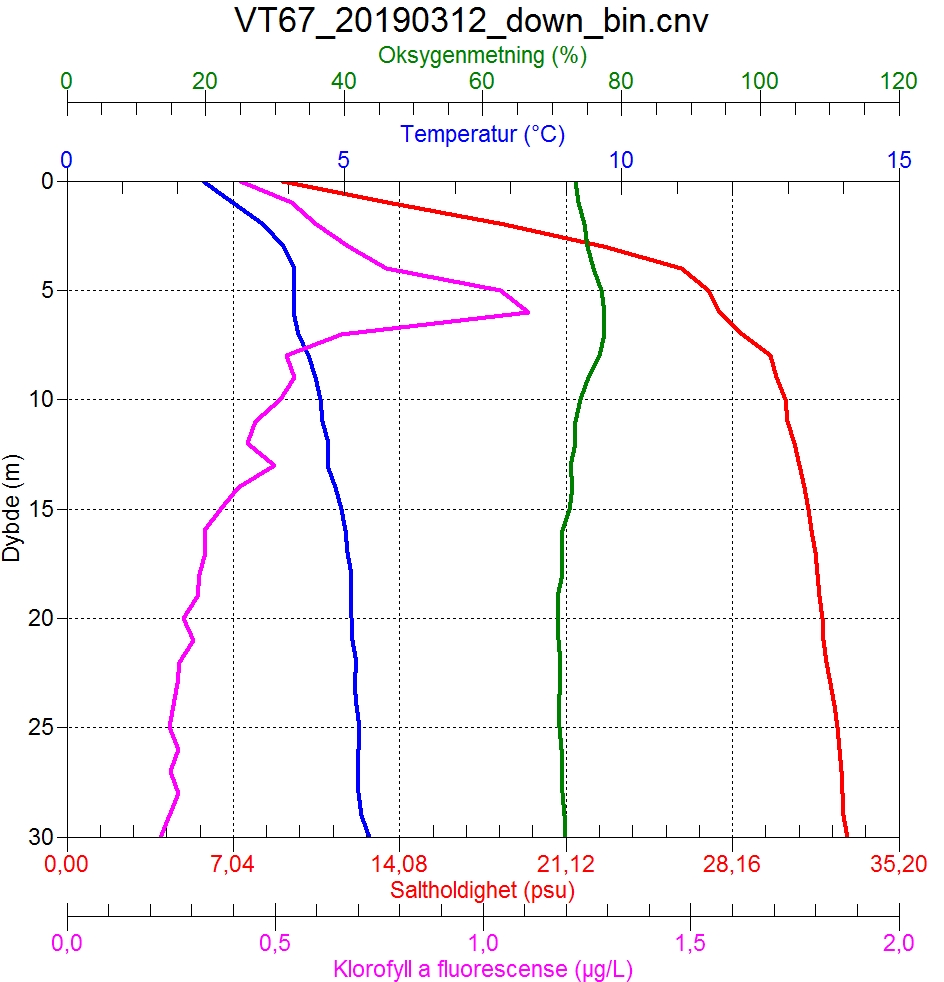 VT67_20190312_down_bin.cnv
Oksygenmetning (%)
0 20 40 60 80 100 120
Temperatur (°C)
0 5 10 15
0
5
10
15
20
25
30
Dybde (m)
0,00 7,04 14,08 21,12 28,16 35,20
Saltholdighet (psu)
0,0 0,5 1,0 1,5 2,0
Klorofyll a fluorescense (µg/L)